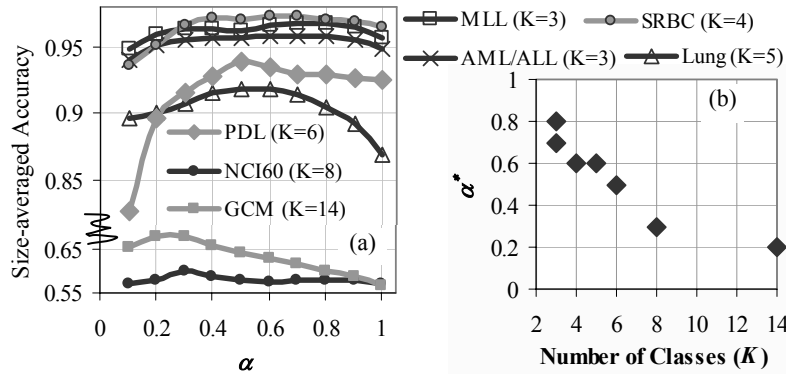 Size-averaged Accuracy
0.95
0.9
0.85
0.65
0.55
PDL (K=6)
NCI60 (K=8)
GCM (K=14)
(a)
0 0.2 0.4 0.6 0.8 1
α
MLL (K=3) SRBC (K=4)
AML/ALL (K=3) Lung (K=5)
α*
1
0.8
0.6
0.4
0.2
0
(b)
2 4 6 8 10 12 14
Number of Classes (K)